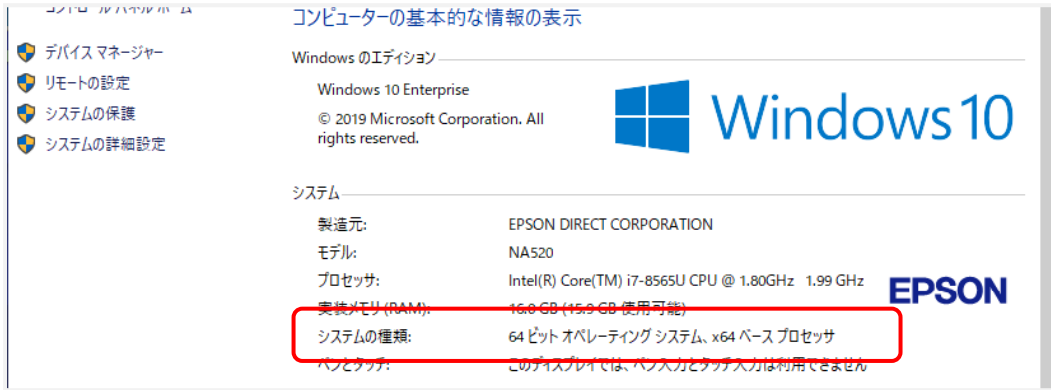 コントロール パネル ホーム
コンピューターの基本的な情報の表示
デバイス マネージャー
リモートの設定
システムの保護
システムの詳細設定
Windows のエディション
Windows 10 Enterprise
© 2019 Microsoft Corporation. All
rights reserved.
Windows 10
システム
製造元: EPSON DIRECT CORPORATION
モデル: NA520
プロセッサ: Intel(R) Core(TM) i7-8565U CPU @ 1.80GHz 1.99 GHz
EPSON
実装メモリ (RAM): 16.0 GB (15.9 GB 使用可能)
システムの種類: 64 ビット オペレーティング システム、x64 ベース プロセッサ
ペンとタッチ: このディスプレイでは、ペン入力とタッチ入力は利用できません